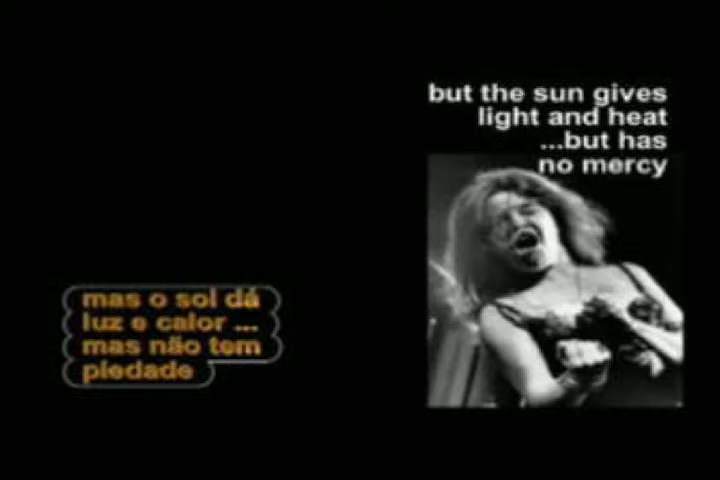 but the sun gives
light and heat
...but has
no mercy
mas o sol dá
luz e calor ...
mas não tem
piedade